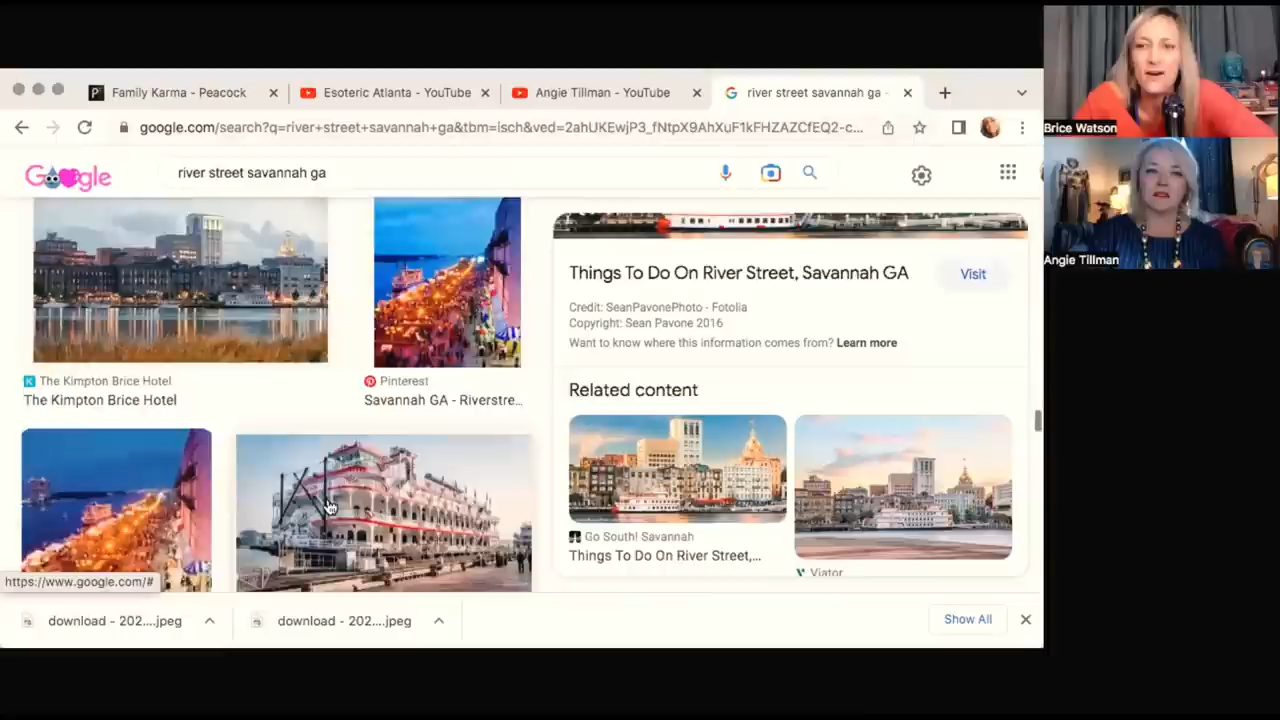 Family Karma - Peacock
Esoteric Atlanta - YouTube
Angie Tillman - YouTube
river street savannah ga -
google.com/search?q=river+street+savannah+ga&tbm=isch&ved=2ahUKEwjP3_fNtpX9AhXuF1kFHZAZCfEQ2-c...
Brice Watson
Google
river street savannah ga
Angie Tillman
Things To Do On River Street, Savannah GA
Visit
Credit: SeanPavonePhoto - Fotolia
Copyright: Sean Pavone 2016
Want to know where this information comes from? Learn more
The Kimpton Brice Hotel
The Kimpton Brice Hotel
Pinterest
Savannah GA - Riverstre...
Related content
Go South! Savannah
Things To Do On River Street,...
Viator
https://www.google.com/#
download - 202....jpeg
download - 202....jpeg
Show All